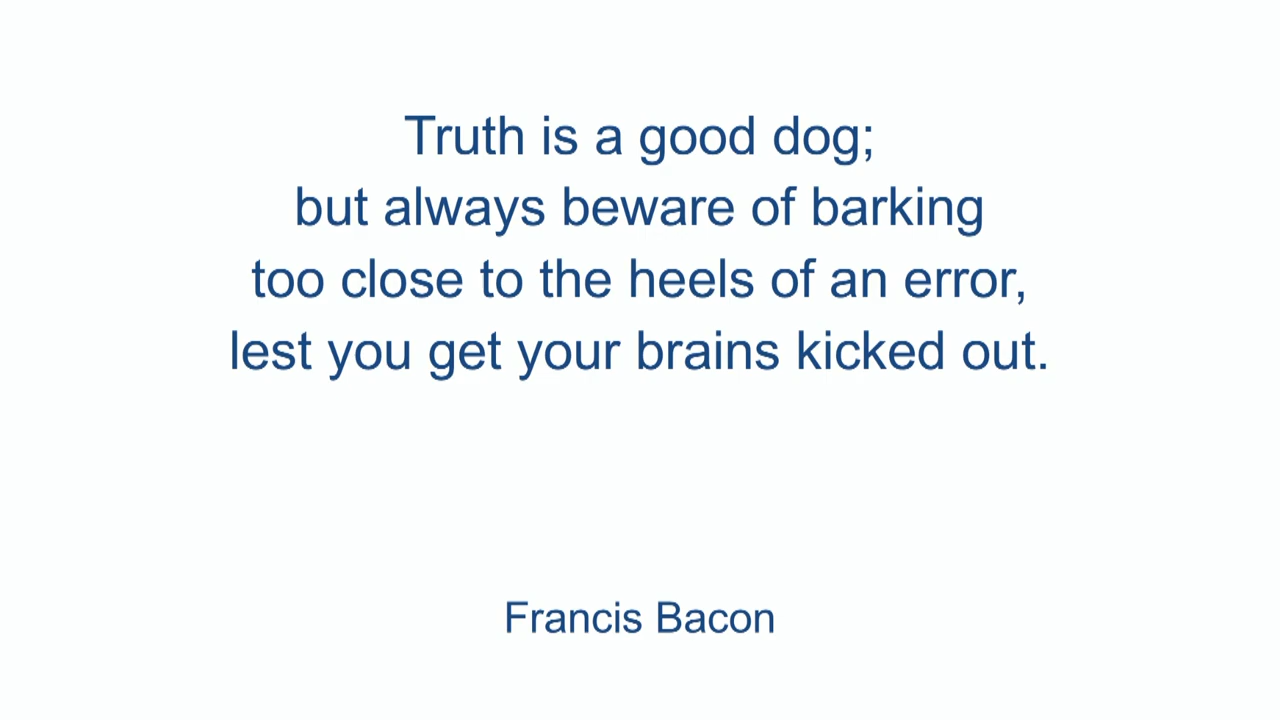 Truth is a good dog;
but always beware of barking
too close to the heels of an error,
lest you get your brains kicked out.
Francis Bacon